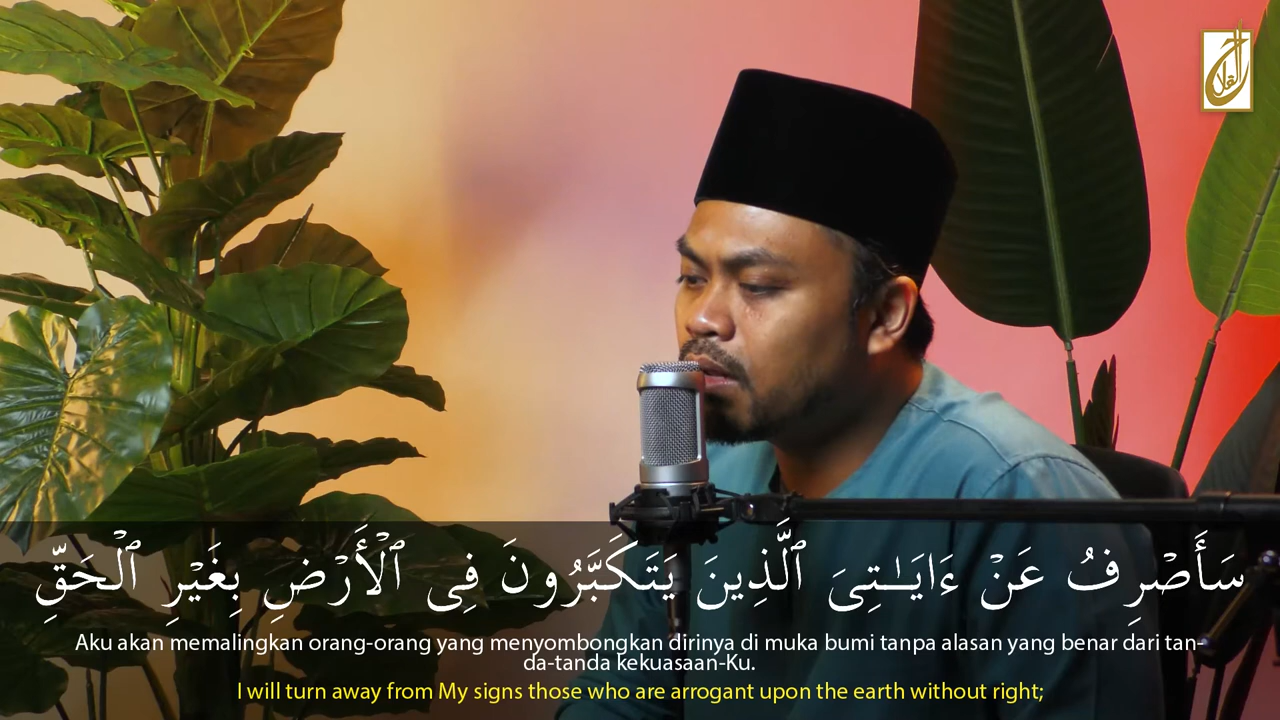 سَأَصْرِفُ عَنْ ءَايَـٰتِىَ ٱلَّذِينَ يَتَكَبَّرُونَ فِى ٱلْأَرْضِ بِغَيْرِ ٱلْحَقِّ
Aku akan memalingkan orang-orang yang menyombongkan dirinya di muka bumi tanpa alasan yang benar dari tan-
da-tanda kekuasaan-Ku.
I will turn away from My signs those who are arrogant upon the earth without right;